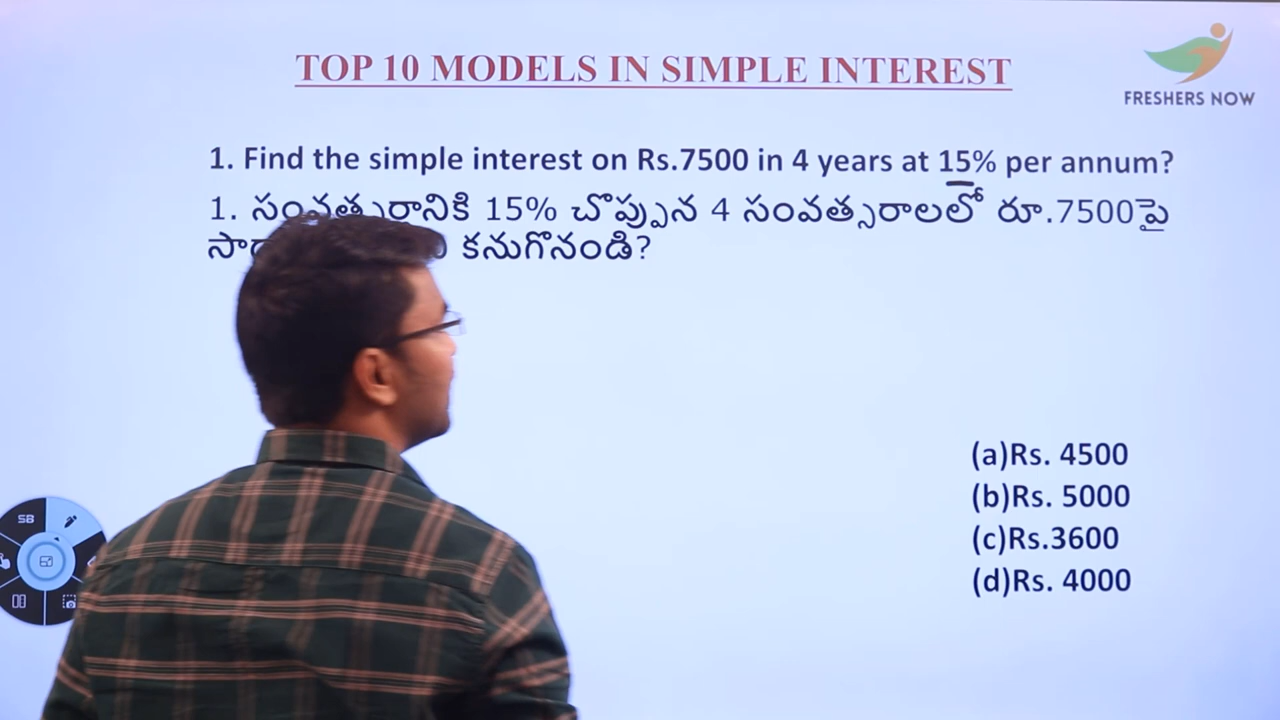 TOP 10 MODELS IN SIMPLE INTEREST
FRESHERS NOW
1. Find the simple interest on Rs.7500 in 4 years at 15% per annum?
1. 15% చొప్పున 4 సంవత్సరాలలో రూ.7500పై
కనుగొనండి?
(a)Rs. 4500
(b)Rs. 5000
(c)Rs.3600
(d)Rs. 4000
SB